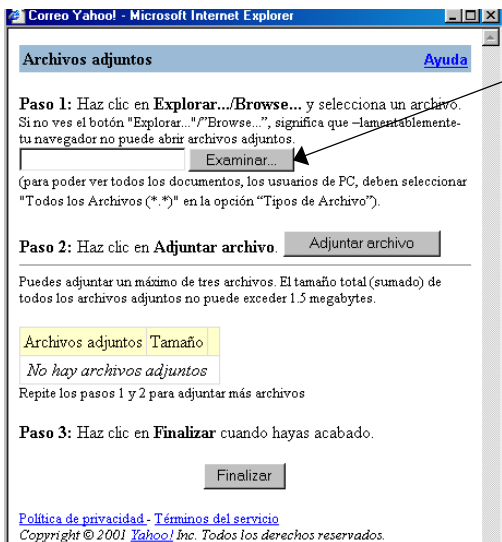 Correo Yahoo! - Microsoft Internet Explorer
Archivos adjuntos Ayuda
Paso 1: Haz clic en Explorar.../Browse... y selecciona un archivo.
Si no ves el botón "Explorar..."/"Browse...", significa que –lamentablemente-
tu navegador no puede abrir archivos adjuntos.
Examinar...
(para poder ver todos los documentos, los usuarios de PC, deben seleccionar
"Todos los Archivos (*.*)" en la opción “Tipos de Archivo”).
Paso 2: Haz clic en Adjuntar archivo. Adjuntar archivo
Puedes adjuntar un máximo de tres archivos. El tamaño total (sumado) de
todos los archivos adjuntos no puede exceder 1.5 megabytes.
Archivos adjuntos Tamaño
No hay archivos adjuntos
Repite los pasos 1 y 2 para adjuntar más archivos
Paso 3: Haz clic en Finalizar cuando hayas acabado.
Finalizar
Política de privacidad - Términos del servicio
Copyright © 2001 Yahoo! Inc. Todos los derechos reservados.